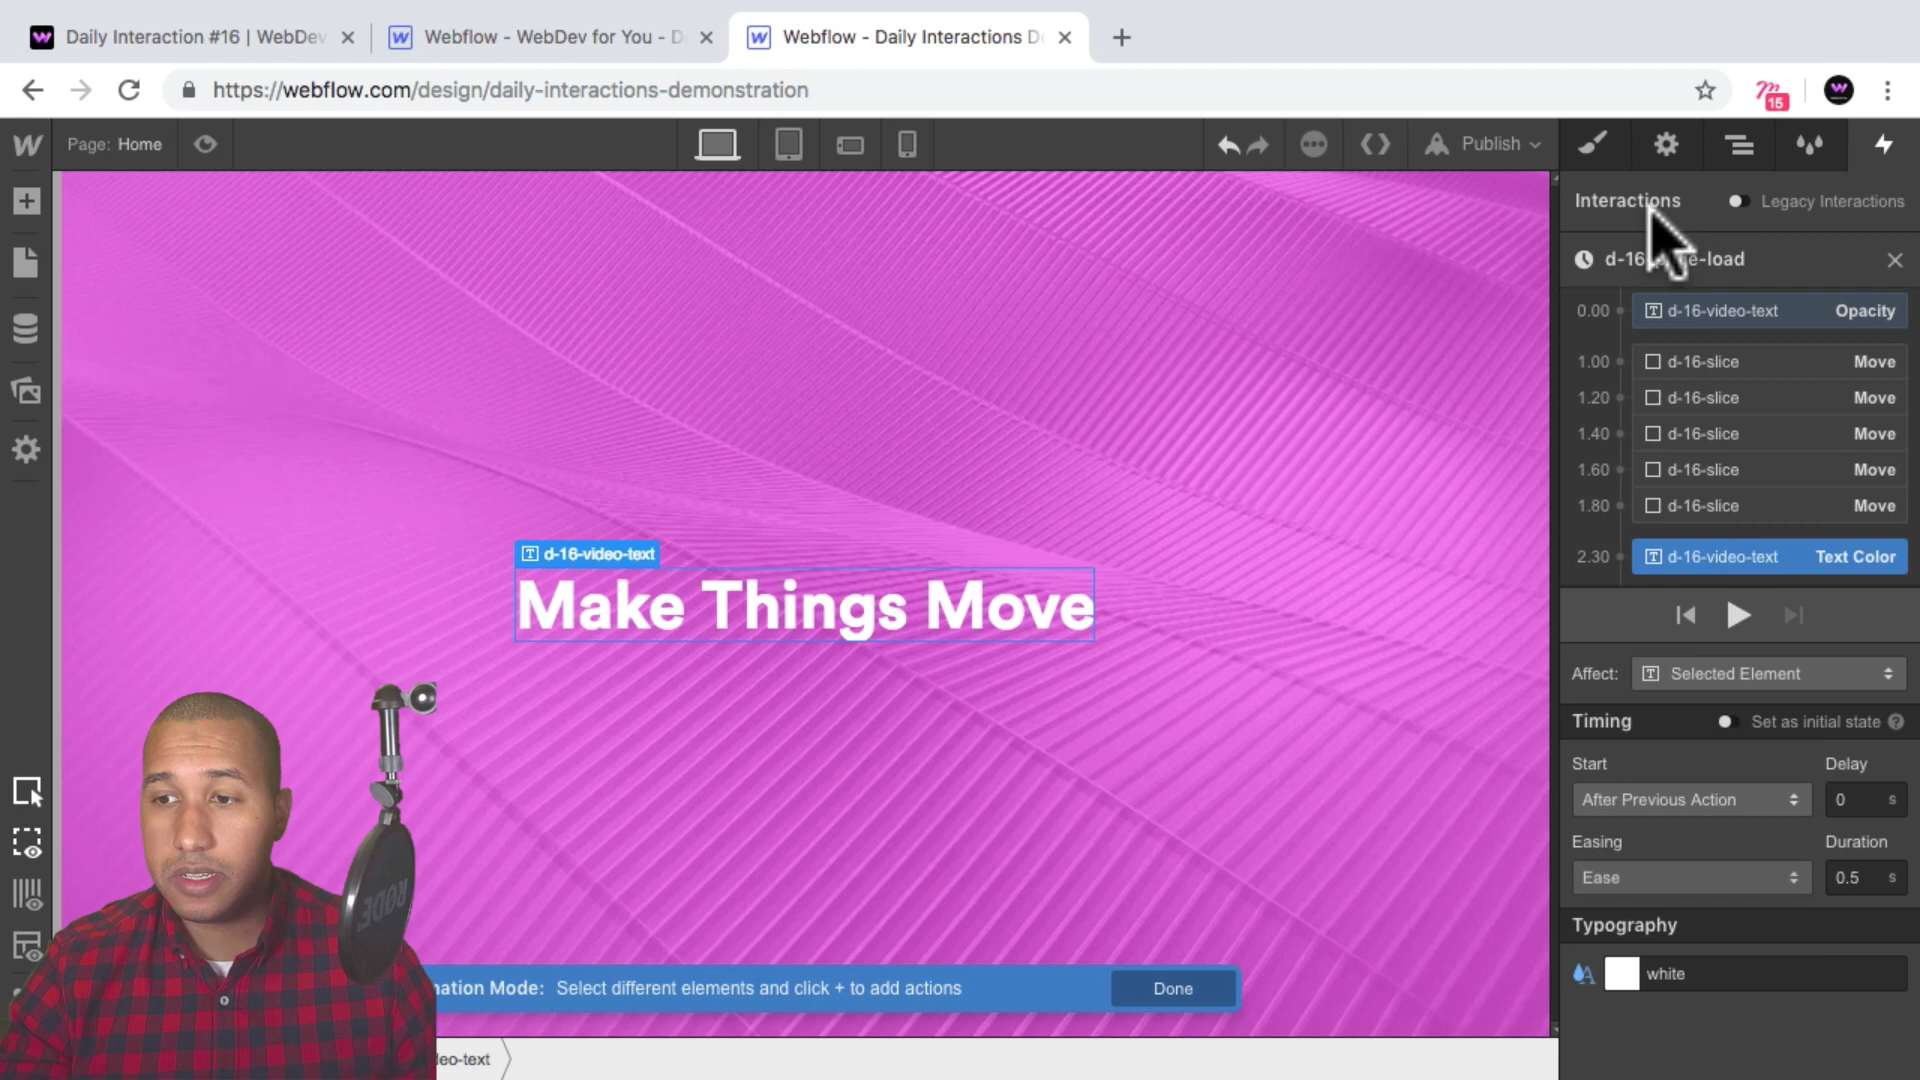 Daily Interaction #16 | WebDev
Webflow - WebDev for You - D
Webflow - Daily Interactions De
https://webflow.com/design/daily-interactions-demonstration
15
Page: Home
Publish
Interactions
Legacy Interactions
d-16 e-load
0.00 d-16-video-text Opacity
1.00 d-16-slice Move
1.20 d-16-slice Move
1.40 d-16-slice Move
1.60 d-16-slice Move
1.80 d-16-slice Move
2.30 d-16-video-text Text Color
d-16-video-text
Make Things Move
Affect: Selected Element
Timing Set as initial state ?
Start Delay
After Previous Action 0 s
Easing Duration
Ease 0.5 s
Typography
white
RODE
mation Mode: Select different elements and click + to add actions
Done
eo-text